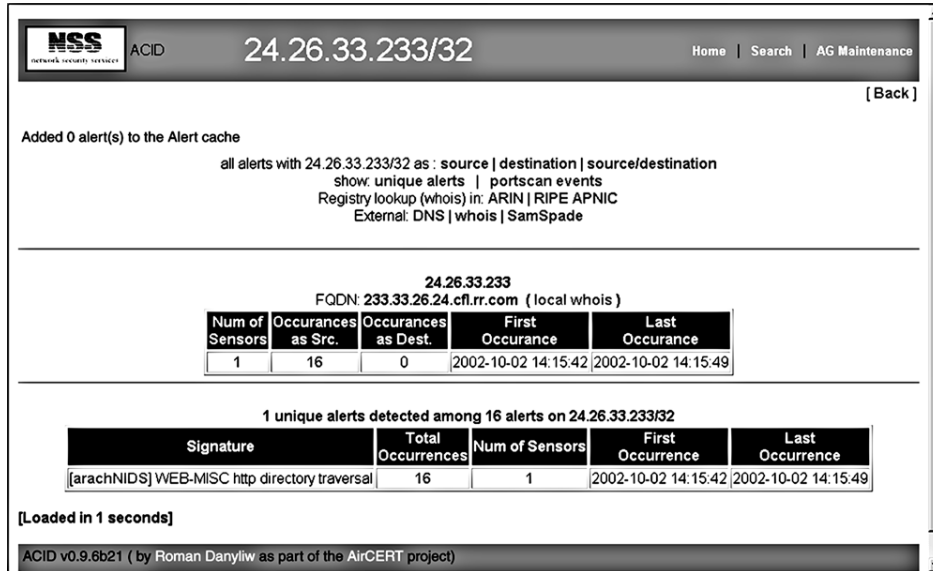 NSS
network security services
ACID
24.26.33.233/32
Home | Search | AG Maintenance
[ Back ]
Added 0 alert(s) to the Alert cache
all alerts with 24.26.33.233/32 as : source | destination | source/destination
show: unique alerts | portscan events
Registry lookup (whois) in: ARIN | RIPE APNIC
External: DNS | whois | SamSpade
24.26.33.233
FQDN: 233.33.26.24.cfl.rr.com ( local whois )
Num of Sensors Occurances as Src. Occurances as Dest. First Occurance Last Occurance
1 16 0 2002-10-02 14:15:42 2002-10-02 14:15:49
1 unique alerts detected among 16 alerts on 24.26.33.233/32
Signature Total Occurrences Num of Sensors First Occurrence Last Occurrence
[arachNIDS] WEB-MISC http directory traversal 16 1 2002-10-02 14:15:42 2002-10-02 14:15:49
[Loaded in 1 seconds]
ACID v0.9.6b21 ( by Roman Danyliw as part of the AirCERT project)